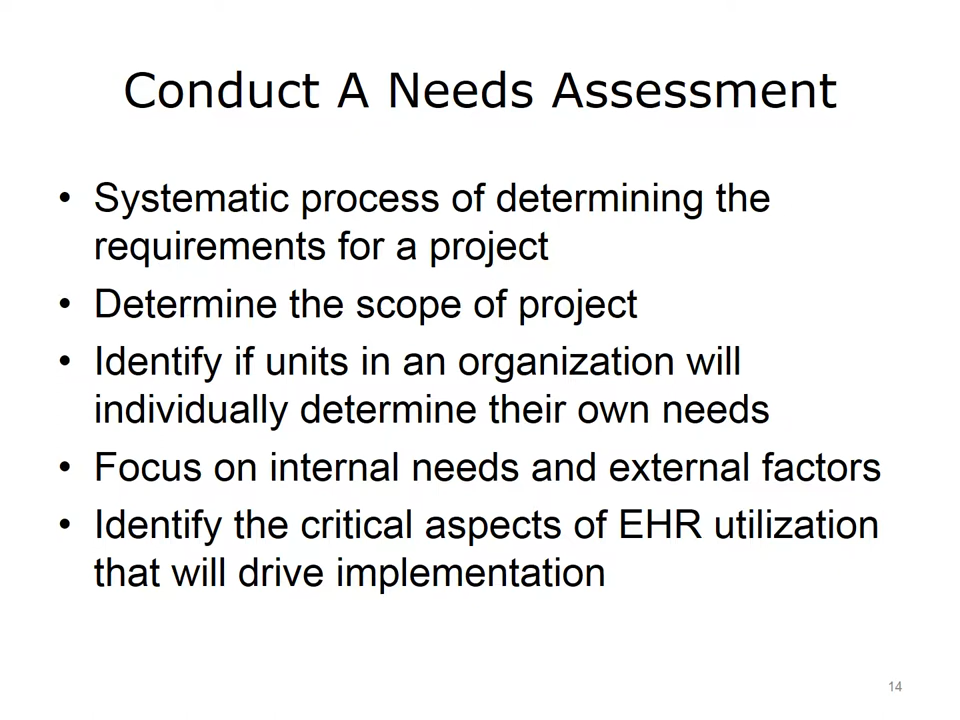 Conduct A Needs Assessment
• Systematic process of determining the
requirements for a project
• Determine the scope of project
• Identify if units in an organization will
individually determine their own needs
• Focus on internal needs and external factors
• Identify the critical aspects of EHR utilization
that will drive implementation
14